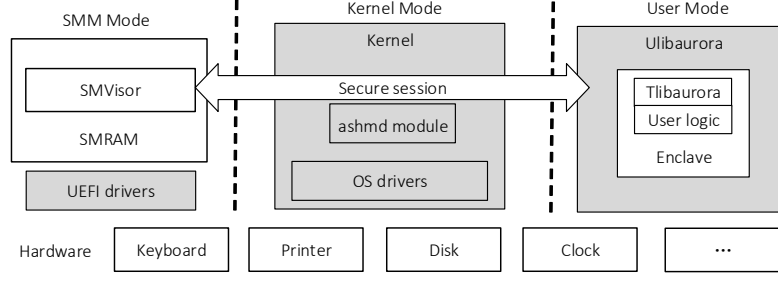 SMM Mode
Kernel Mode
User Mode
Kernel
Ulibaurora
SMVisor
Secure session
Tlibaurora
User logic
SMRAM
ashmd module
Enclave
UEFI drivers
OS drivers
Hardware
Keyboard
Printer
Disk
Clock
...